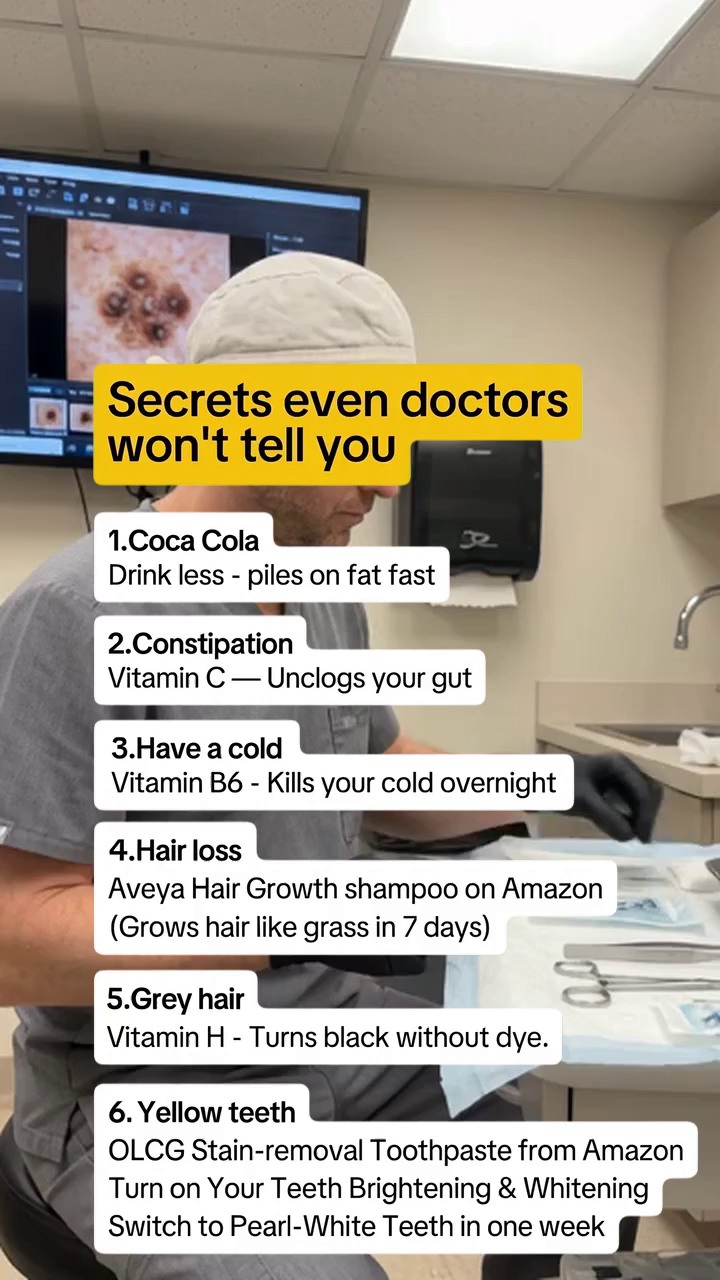 Secrets even doctors
won't tell you
1.Coca Cola
Drink less - piles on fat fast
2.Constipation
Vitamin C — Unclogs your gut
3.Have a cold
Vitamin B6 - Kills your cold overnight
4.Hair loss
Aveya Hair Growth shampoo on Amazon
(Grows hair like grass in 7 days)
5.Grey hair
Vitamin H - Turns black without dye.
6. Yellow teeth
OLCG Stain-removal Toothpaste from Amazon
Turn on Your Teeth Brightening & Whitening
Switch to Pearl-White Teeth in one week